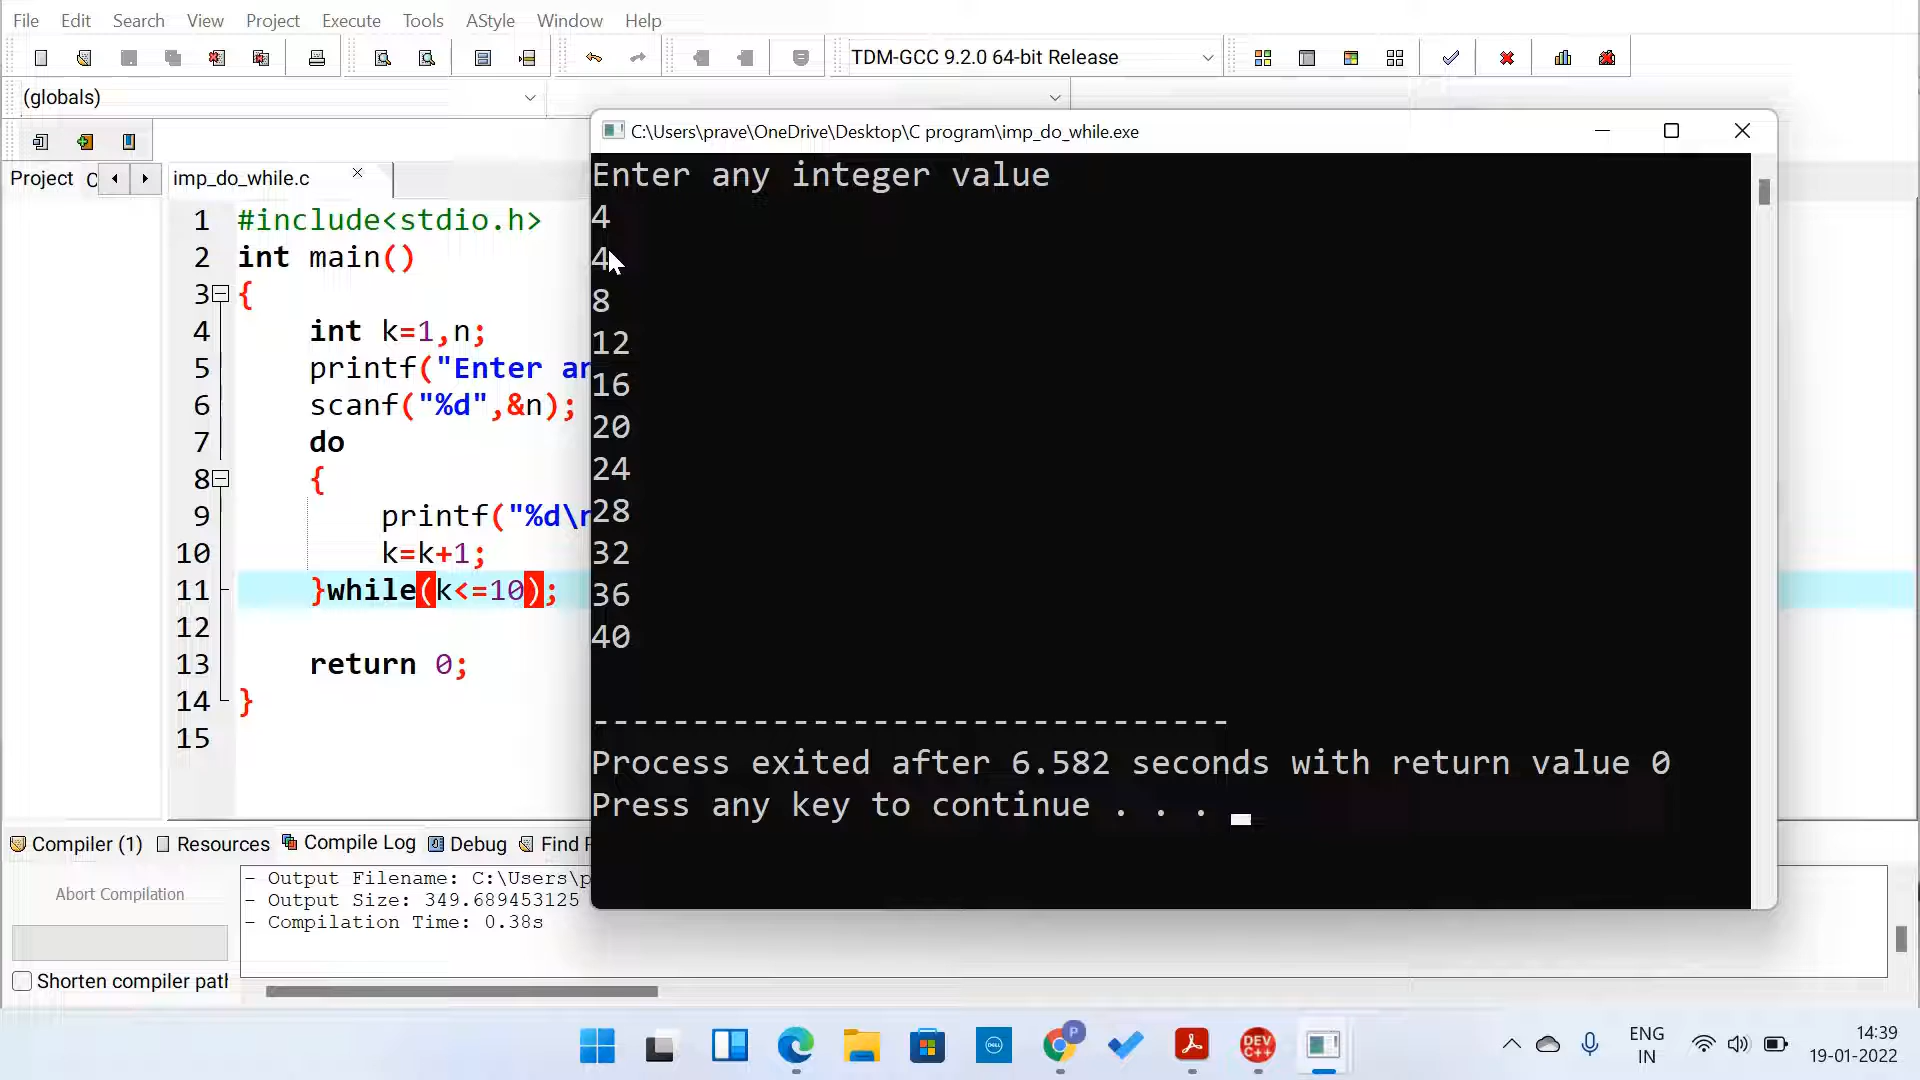 File Edit Search View Project Execute Tools AStyle Window Help
TDM-GCC 9.2.0 64-bit Release
(globals)
C:\Users\prave\OneDrive\Desktop\C program\imp_do_while.exe
Project
imp_do_while.c
1 #include<stdio.h>
2 int main()
3 {
4 int k=1,n;
5 printf("Enter
6 scanf("%d",&n);
7 do
8 {
9 printf("%d\
10 k=k+1;
11 }while(k<=10);
12
13 return 0;
14 }
15
Enter any integer value
4
4
8
12
16
20
24
28
32
36
40
--------------------------------
Process exited after 6.582 seconds with return value 0
Press any key to continue . . .
Compiler (1) Resources Compile Log Debug Find
Abort Compilation
Shorten compiler path
- Output Filename: C:\Users\p
- Output Size: 349.689453125
- Compilation Time: 0.38s
P
DELL
DEV
C++
ENG
IN
14:39
19-01-2022